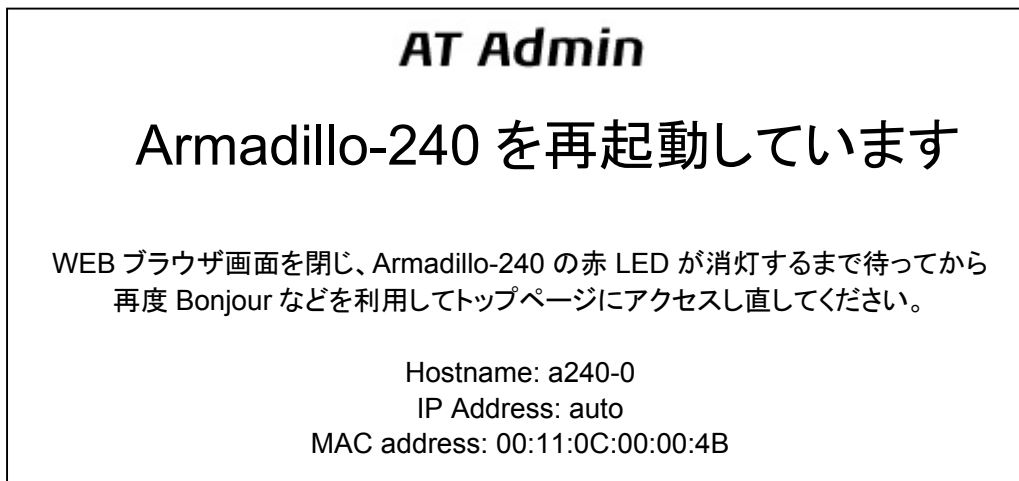 AT Admin
Armadillo-240 を再起動しています
WEB ブラウザ画面を閉じ、Armadillo-240 の赤 LED が消灯するまで待ってから
再度 Bonjour などを利用してトップページにアクセスし直してください。
Hostname: a240-0
IP Address: auto
MAC address: 00:11:0C:00:00:4B